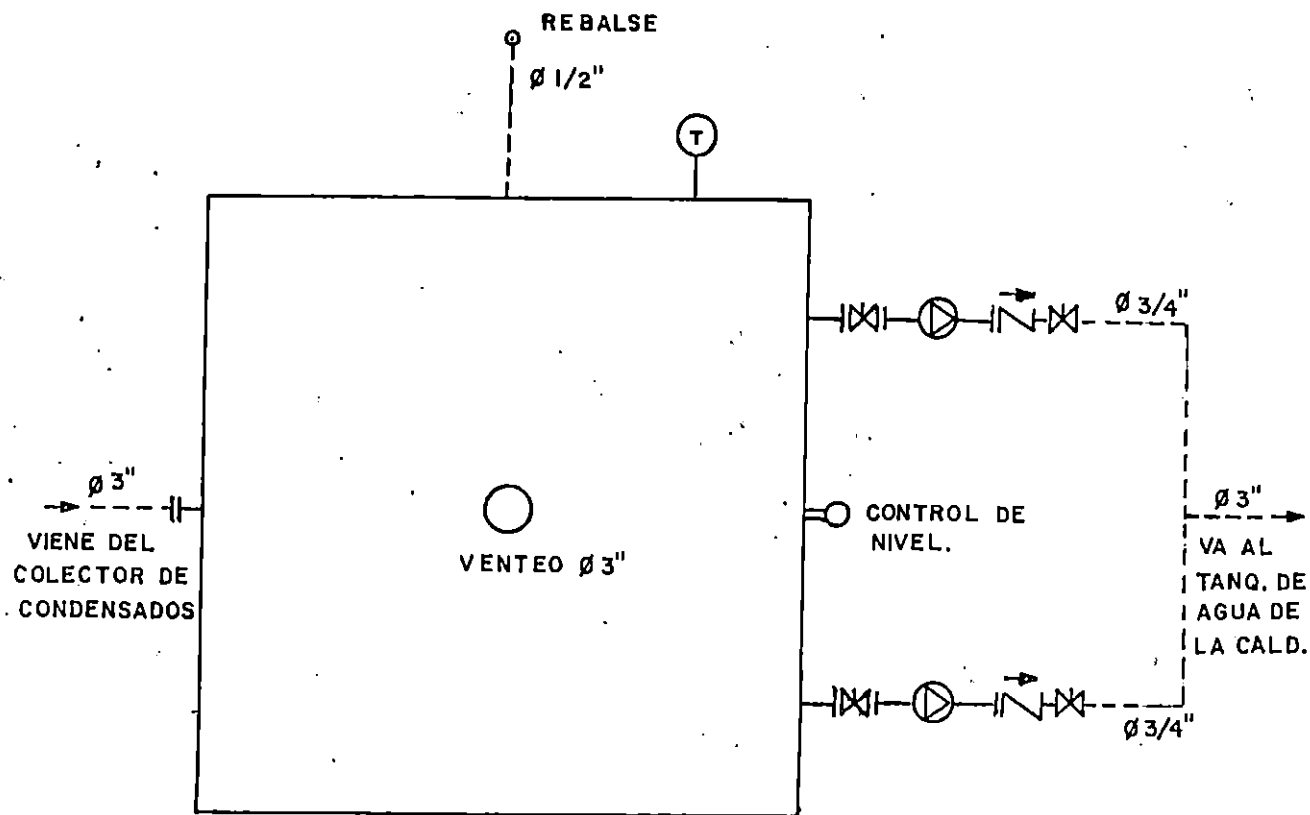 REBALSE
Ø 1/2"
T
Ø 3/4"
Ø 3"
VIENE DEL
COLECTOR DE
CONDENSADOS
VENTEO Ø 3"
CONTROL DE
NIVEL.
Ø 3"
VA AL
TANQ. DE
AGUA DE
LA CALD.
Ø 3/4"